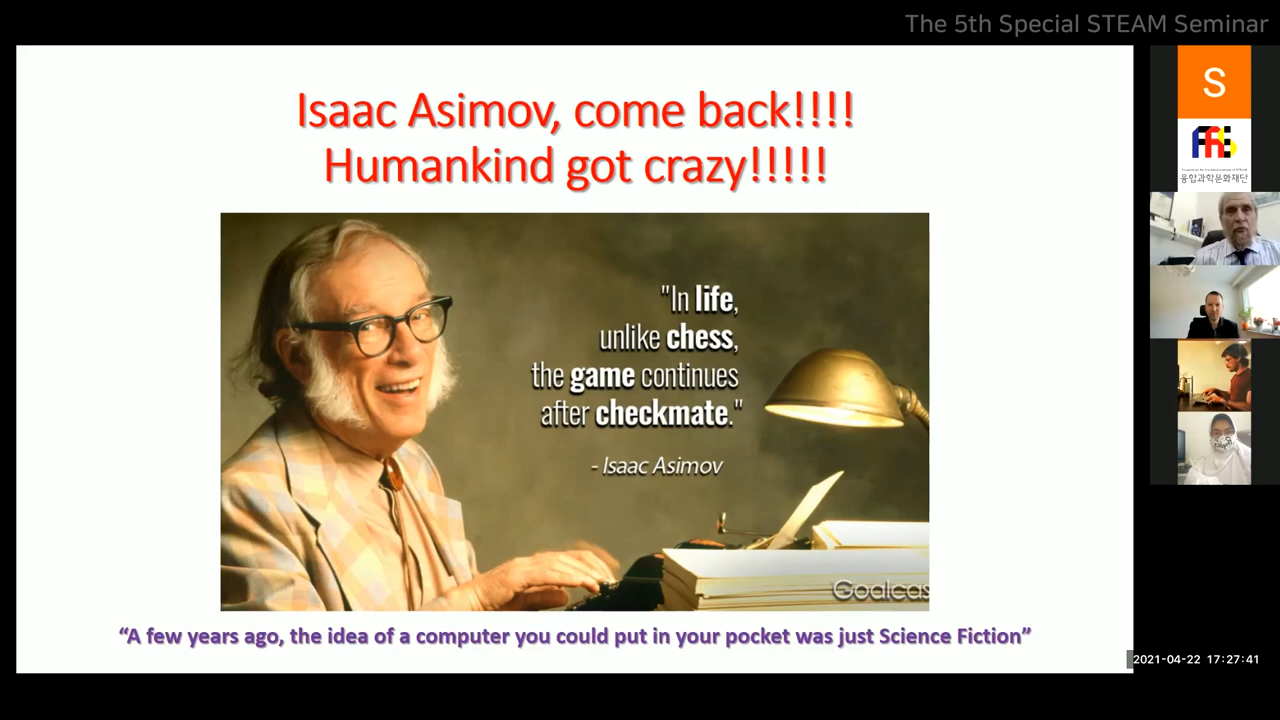 The 5th Special STEAM Seminar
Isaac Asimov, come back!!!!
Humankind got crazy!!!!!
"In life,
unlike chess,
the game continues
after checkmate."
- Isaac Asimov
Goalcas
“A few years ago, the idea of a computer you could put in your pocket was just Science Fiction”
S
융합과학문화재단
2021-04-22 17:27:41